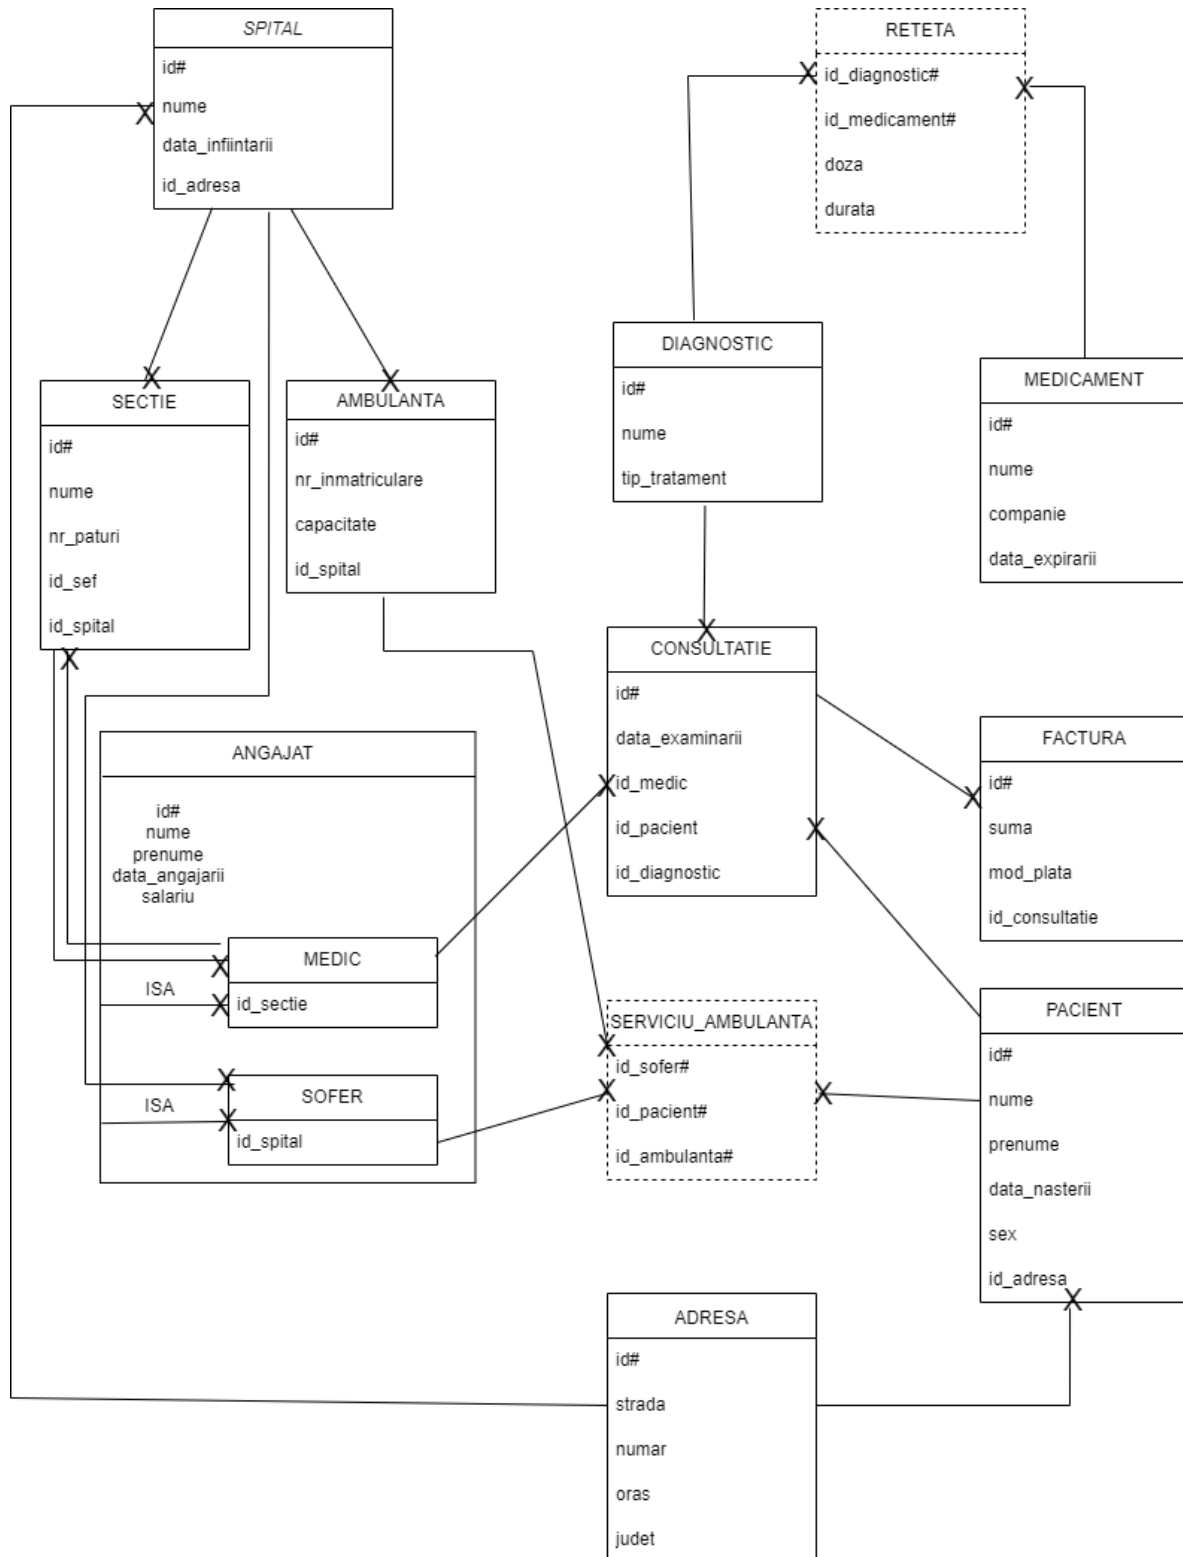 SPITAL
id#
nume
data_infiintarii
id_adresa
RETETA
id_diagnostic#
id_medicament#
doza
durata
SECTIE
id#
nume
nr_paturi
id_sef
id_spital
AMBULANTA
id#
nr_inmatriculare
capacitate
id_spital
DIAGNOSTIC
id#
nume
tip_tratament
MEDICAMENT
id#
nume
companie
data_expirarii
CONSULTATIE
id#
data_examinarii
id_medic
id_pacient
id_diagnostic
FACTURA
id#
suma
mod_plata
id_consultatie
ANGAJAT
id#
nume
prenume
data_angajarii
salariu
MEDIC
id_sectie
ISA
SOFER
id_spital
ISA
SERVICIU_AMBULANTA
id_sofer#
id_pacient#
id_ambulanta#
PACIENT
id#
nume
prenume
data_nasterii
sex
id_adresa
ADRESA
id#
strada
numar
oras
judet